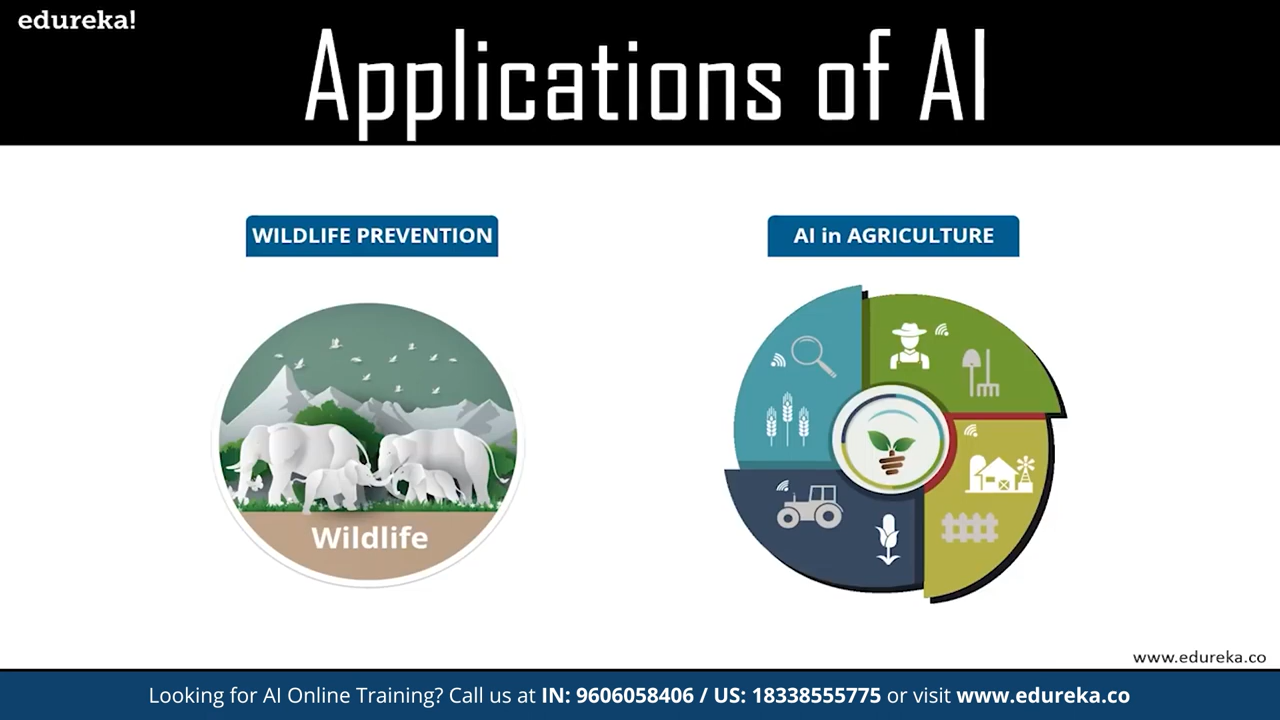 edureka!
Applications of AI
WILDLIFE PREVENTION
AI in AGRICULTURE
Wildlife
www.edureka.co
Looking for AI Online Training? Call us at IN: 9606058406 / US: 18338555775 or visit www.edureka.co